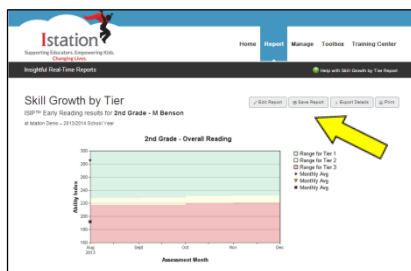 Istation
Supporting Educators. Empowering Kids.
Changing Lives.
Home Report Manage Toolbox Training Center
Insightful Real-Time Reports
Help with Skill Growth by Tier Report
Skill Growth by Tier
Edit Report Save Report Export Details Print
ISIP™ Early Reading results for 2nd Grade - M Benson
at Istation Demo - 2013/2014 School Year
2nd Grade - Overall Reading
Ability Index
300
280
260
240
220
200
180
160
Aug Sept Oct Nov Dec
2013
Assessment Month
Range for Tier 1
Range for Tier 2
Range for Tier 3
Monthly Avg
Monthly Avg
Monthly Avg